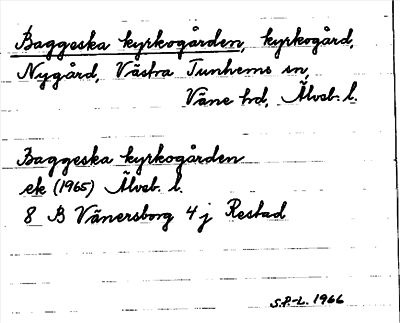 Baggeska kyrkogården, kyrkogård,
Nygård, Västra Tunhems sn,
Väne hd, Älvsb. l.
Baggeska kyrkogården
ek (1965) Älvsb. l.
8 B Vänersborg 4 j Restad
S.P-L. 1966